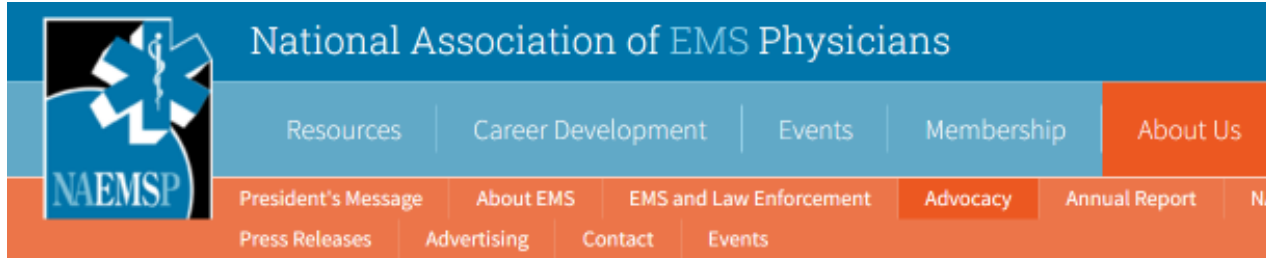 National Association of EMS Physicians
Resources Career Development Events Membership About Us
NAEMSP
President's Message About EMS EMS and Law Enforcement Advocacy Annual Report
Press Releases Advertising Contact Events